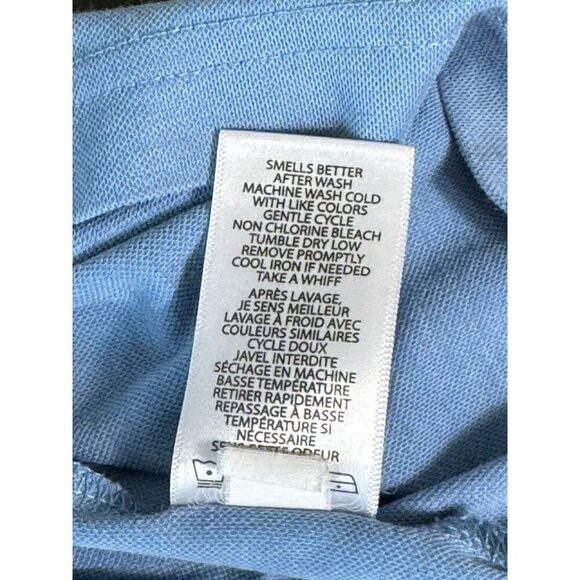 SMELLS BETTER
AFTER WASH
MACHINE WASH COLD
WITH LIKE COLORS
GENTLE CYCLE
NON CHLORINE BLEACH
TUMBLE DRY LOW
REMOVE PROMPTLY
COOL IRON IF NEEDED
TAKE A WHIFF
APRÈS LAVAGE,
JE SENS MEILLEUR
LAVAGE À FROID AVEC
COULEURS SIMILAIRES
CYCLE DOUX
JAVEL INTERDITE
SÉCHAGE EN MACHINE
BASSE TEMPÉRATURE
RETIRER RAPIDEMENT
REPASSAGE À BASSE
TEMPÉRATURE SI
NÉCESSAIRE
ODEUR